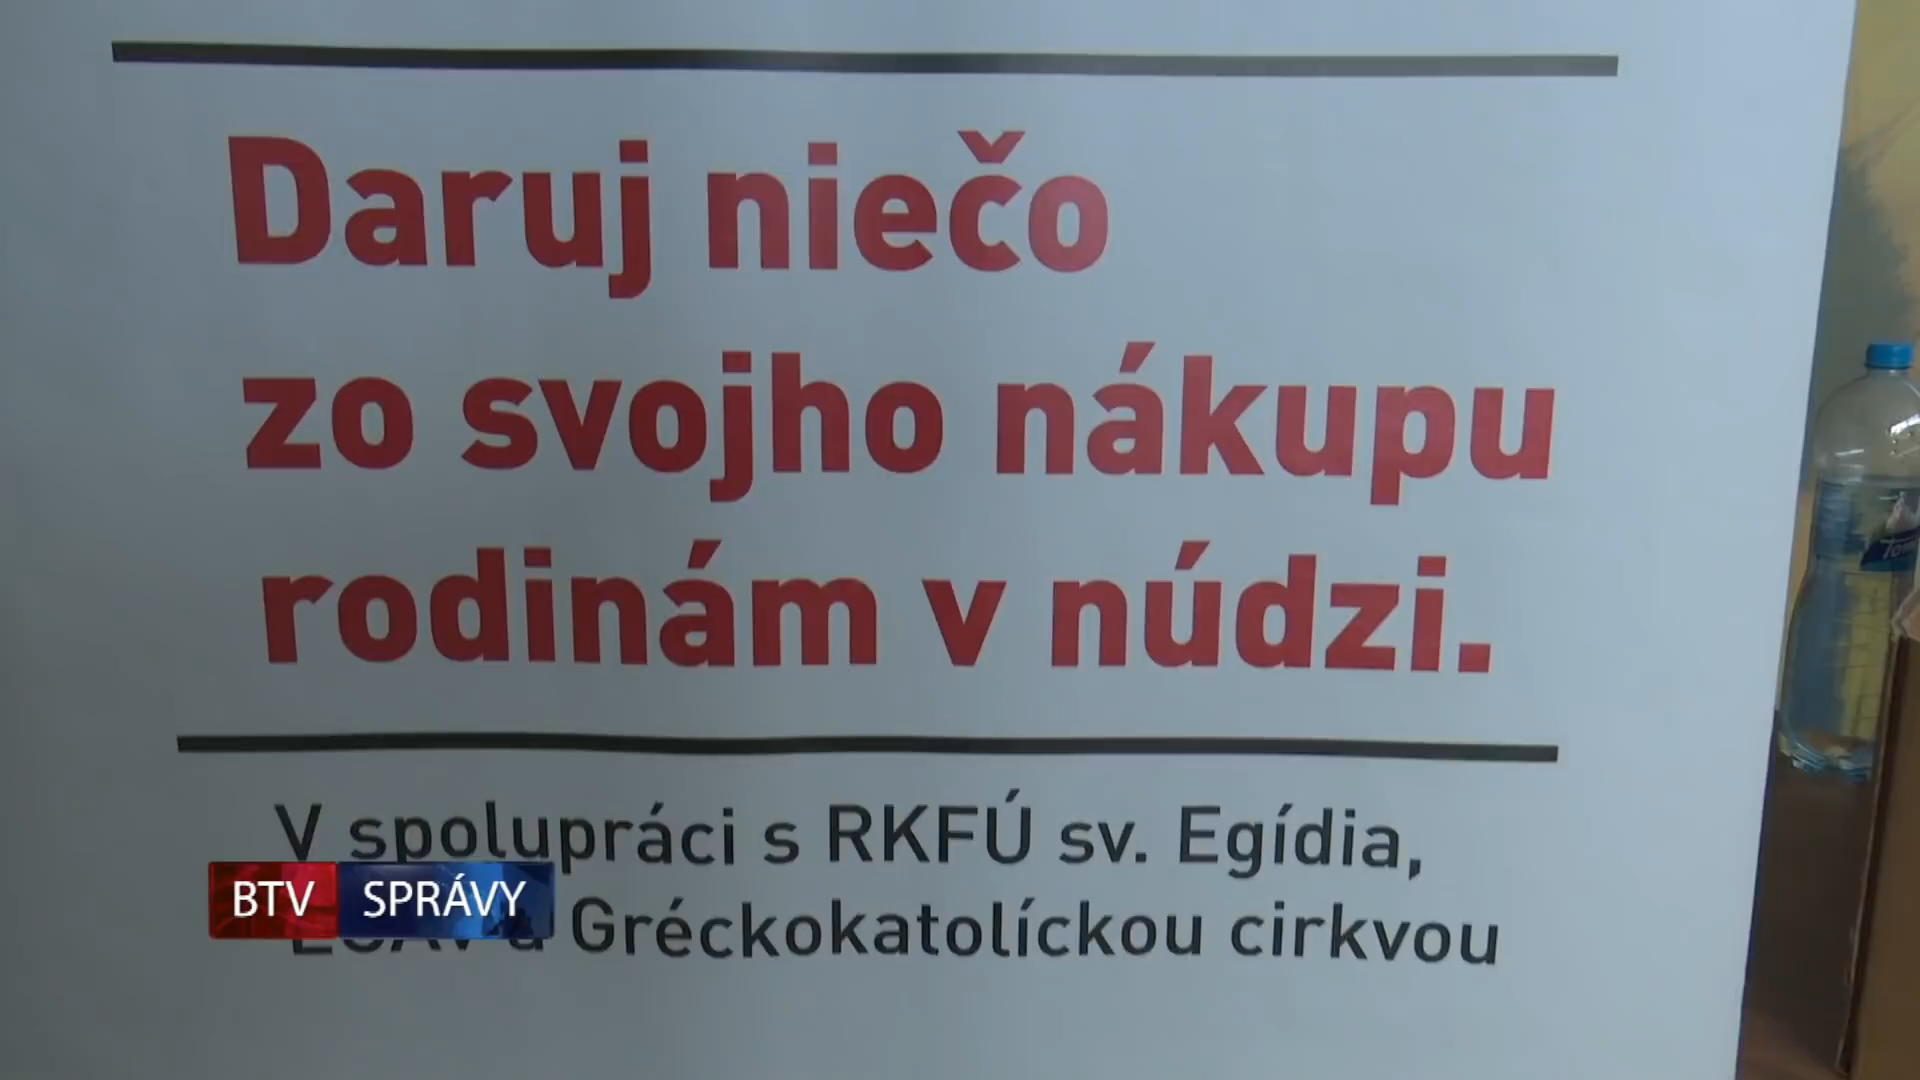 Daruj niečo
zo svojho nákupu
rodinám v núdzi.
V spolupráci s RKFÚ sv. Egídia,
Gréckokatolíckou cirkvou
BTV SPRÁVY